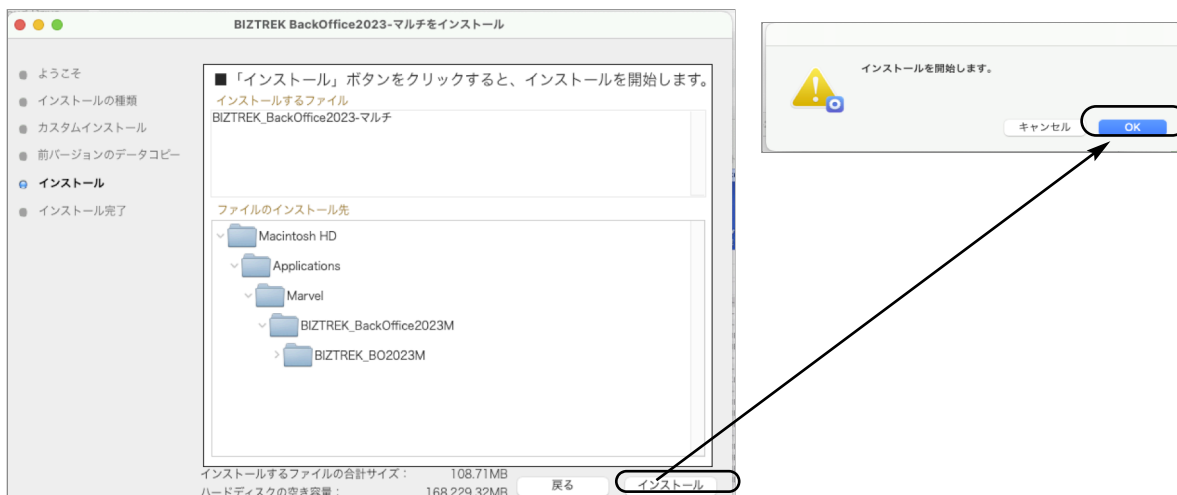 BIZTREK BackOffice2023-マルチをインストール
ようこそ
インストールの種類
カスタムインストール
前バージョンのデータコピー
インストール
インストール完了
■「インストール」ボタンをクリックすると、インストールを開始します。
インストールするファイル
BIZTREK_BackOffice2023-マルチ
ファイルのインストール先
Macintosh HD
Applications
Marvel
BIZTREK_BackOffice2023M
BIZTREK_BO2023M
インストールするファイルの合計サイズ： 108.71MB
ハードディスクの空き容量： 168,229.32MB
戻る
インストール
インストールを開始します。
キャンセル
OK